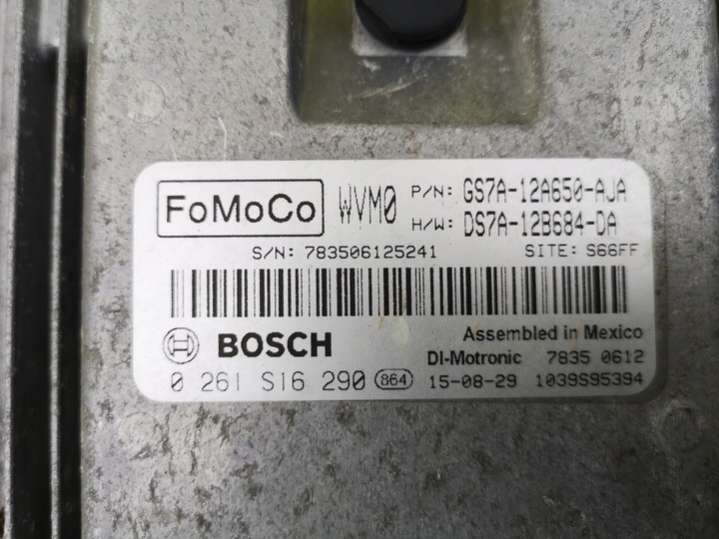 FoMoCo WVM0 P/N: GS7A-12A650-AJA
H/W: DS7A-12B684-DA
S/N: 783506125241 SITE: S66FF
BOSCH Assembled in Mexico
DI-Motronic 7835 0612
0 261 S16 290 864 15-08-29 1039S95394